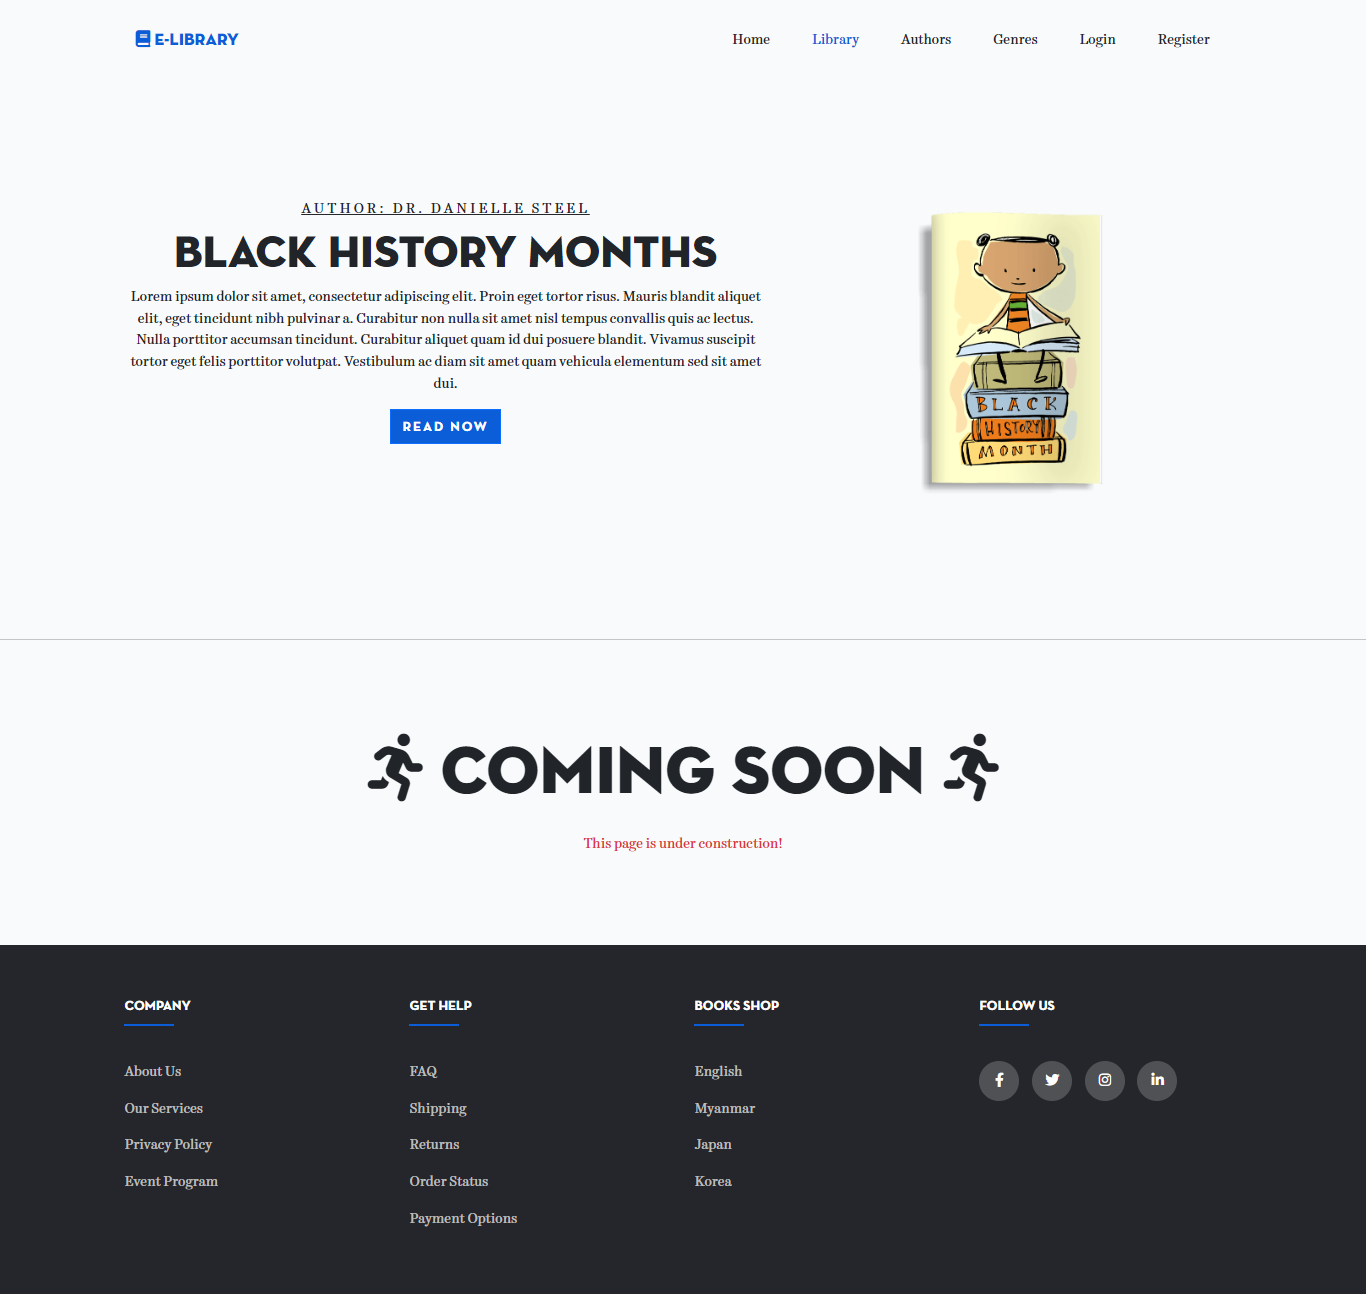 E-LIBRARY
Home Library Authors Genres Login Register
AUTHOR: DR. DANIELLE STEEL
BLACK HISTORY MONTHS
Lorem ipsum dolor sit amet, consectetur adipiscing elit. Proin eget tortor risus. Mauris blandit aliquet
elit, eget tincidunt nibh pulvinar a. Curabitur non nulla sit amet nisl tempus convallis quis ac lectus.
Nulla porttitor accumsan tincidunt. Curabitur aliquet quam id dui posuere blandit. Vivamus suscipit
tortor eget felis porttitor volutpat. Vestibulum ac diam sit amet quam vehicula elementum sed sit amet
dui.
READ NOW
BLACK
HISTORY
MONTH
COMING SOON
This page is under construction!
COMPANY
About Us
Our Services
Privacy Policy
Event Program
GET HELP
FAQ
Shipping
Returns
Order Status
Payment Options
BOOKS SHOP
English
Myanmar
Japan
Korea
FOLLOW US